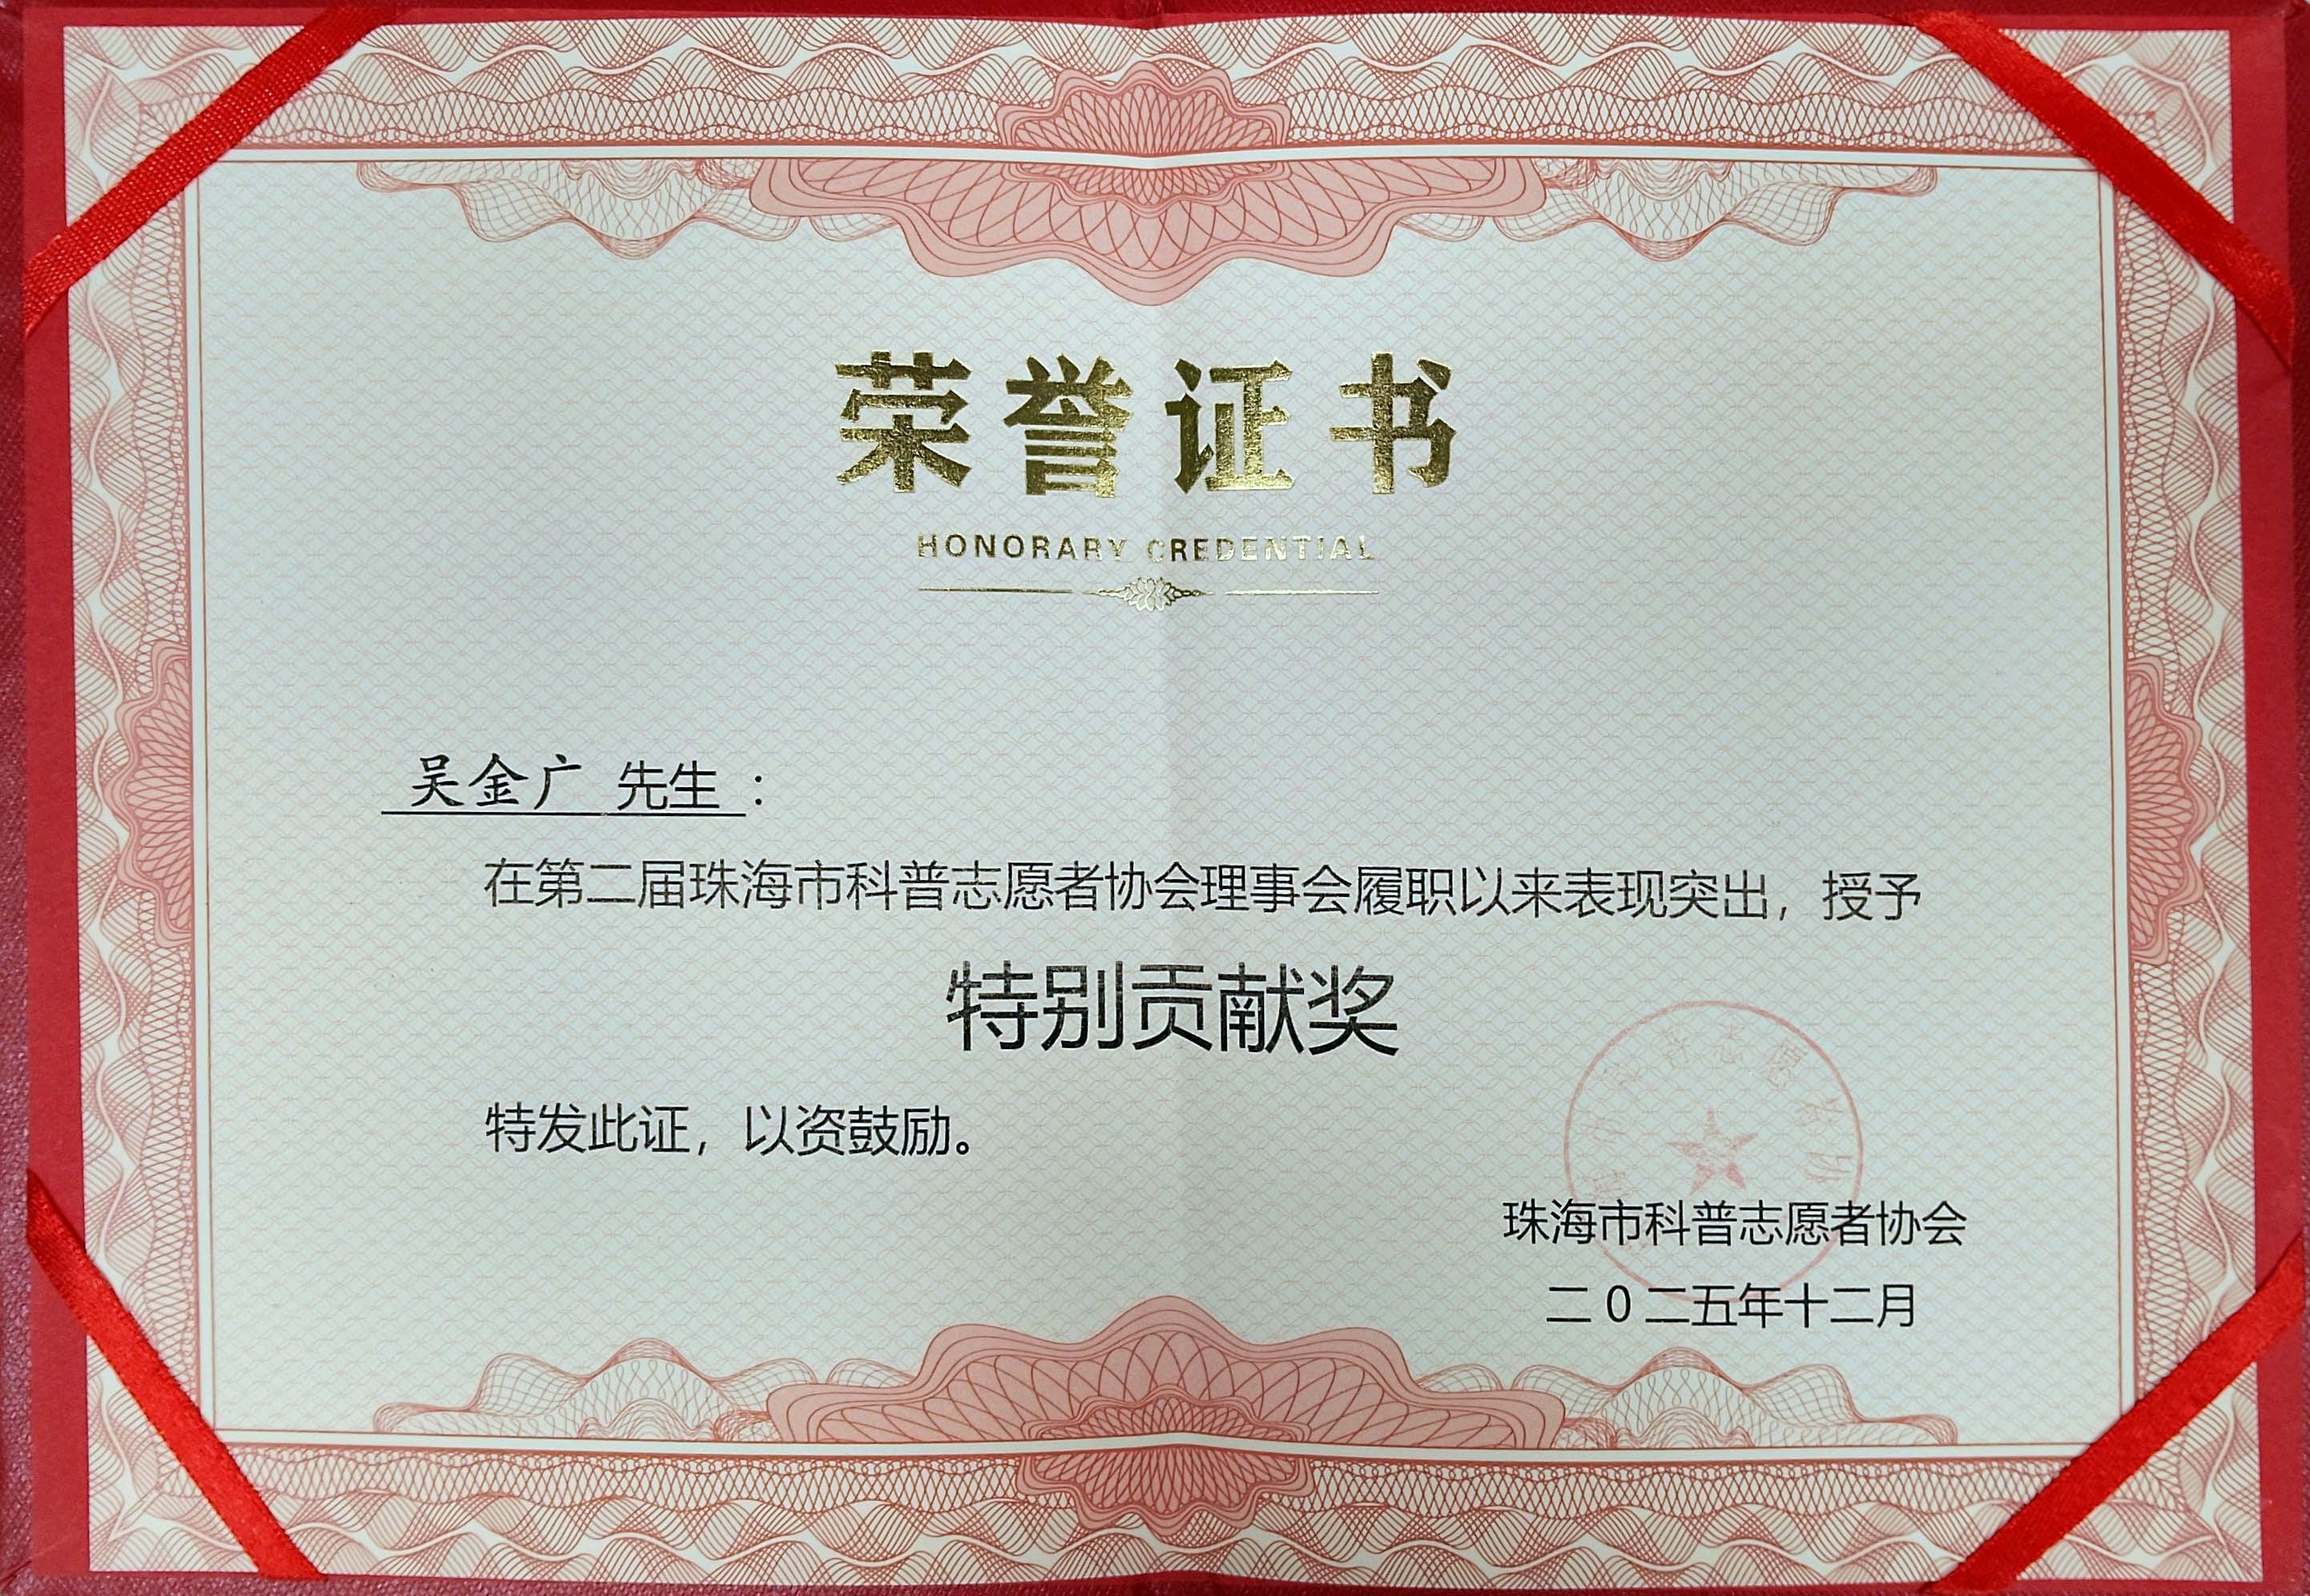 荣誉证书
HONORARY CREDENTIAL
吴金广 先生 :
在第二届珠海市科普志愿者协会理事会履职以来表现突出，授予
特别贡献奖
特发此证，以资鼓励。
珠海市科普志愿者协会
二0二五年十二月